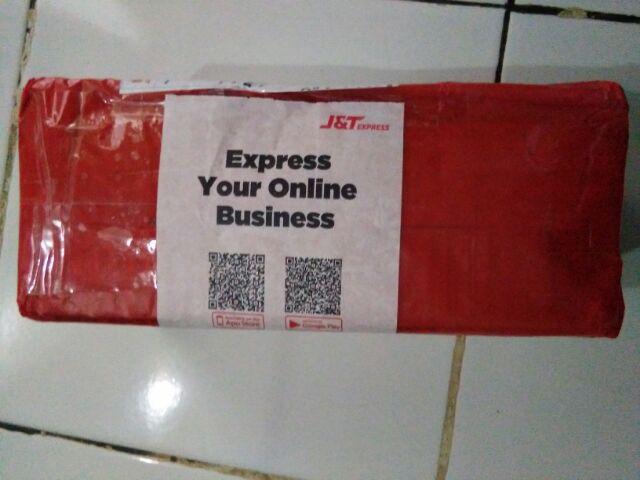 J&T EXPRESS
Express
Your Online
Business
App Store
Google Play